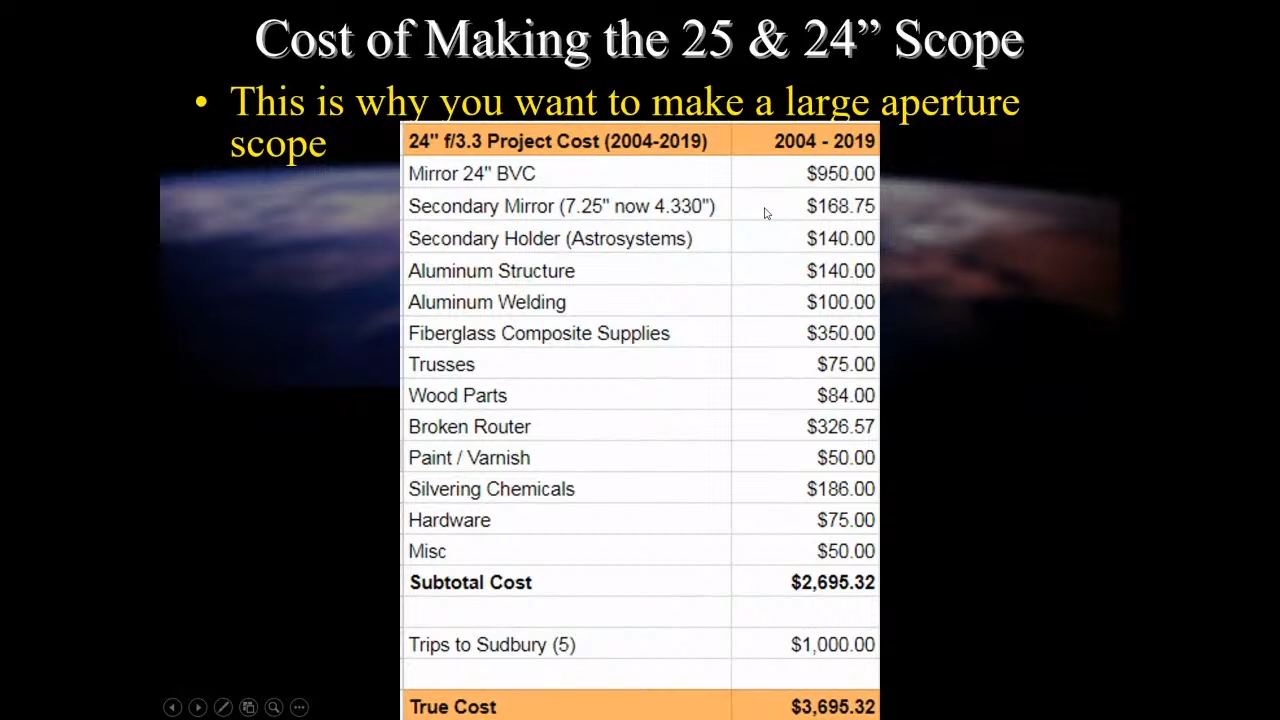 Cost of Making the 25 & 24” Scope
• This is why you want to make a large aperture
scope
24" f/3.3 Project Cost (2004-2019) 2004 - 2019
Mirror 24" BVC $950.00
Secondary Mirror (7.25" now 4.330") $168.75
Secondary Holder (Astrosystems) $140.00
Aluminum Structure $140.00
Aluminum Welding $100.00
Fiberglass Composite Supplies $350.00
Trusses $75.00
Wood Parts $84.00
Broken Router $326.57
Paint / Varnish $50.00
Silvering Chemicals $186.00
Hardware $75.00
Misc $50.00
Subtotal Cost $2,695.32
Trips to Sudbury (5) $1,000.00
True Cost $3,695.32